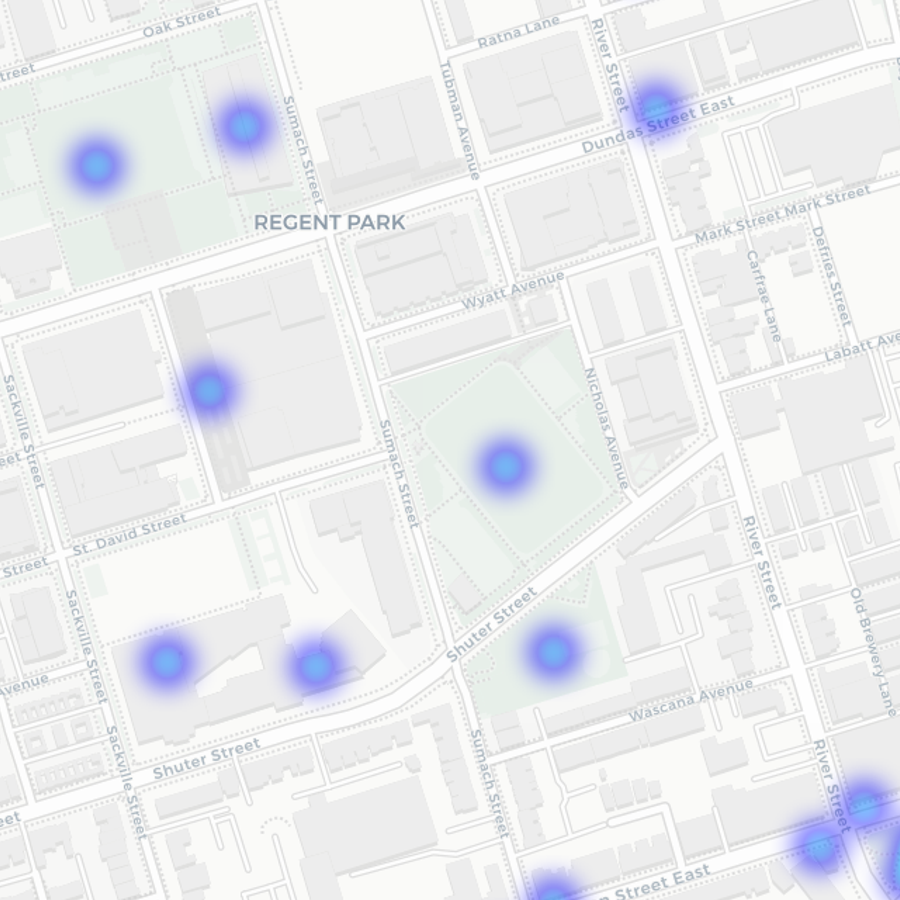 Oak Street
Ratna Lane
River Street
treet
Tubman Avenue
Sumach Street
Dundas Street East
REGENT PARK
Mark Street Mark Street
Defries Street
Carfrae Lane
Wyatt Avenue
Labatt Ave
Sackville Street
Nicholas Avenue
Sumach Street
eet
St. David Street
Street
River Street
Sackville Street
Shuter Street
Old Brewery Lane
Avenue
Wascana Avenue
Shuter Street
Sackville Street
Sumach Street
River Street
eet
n Street East